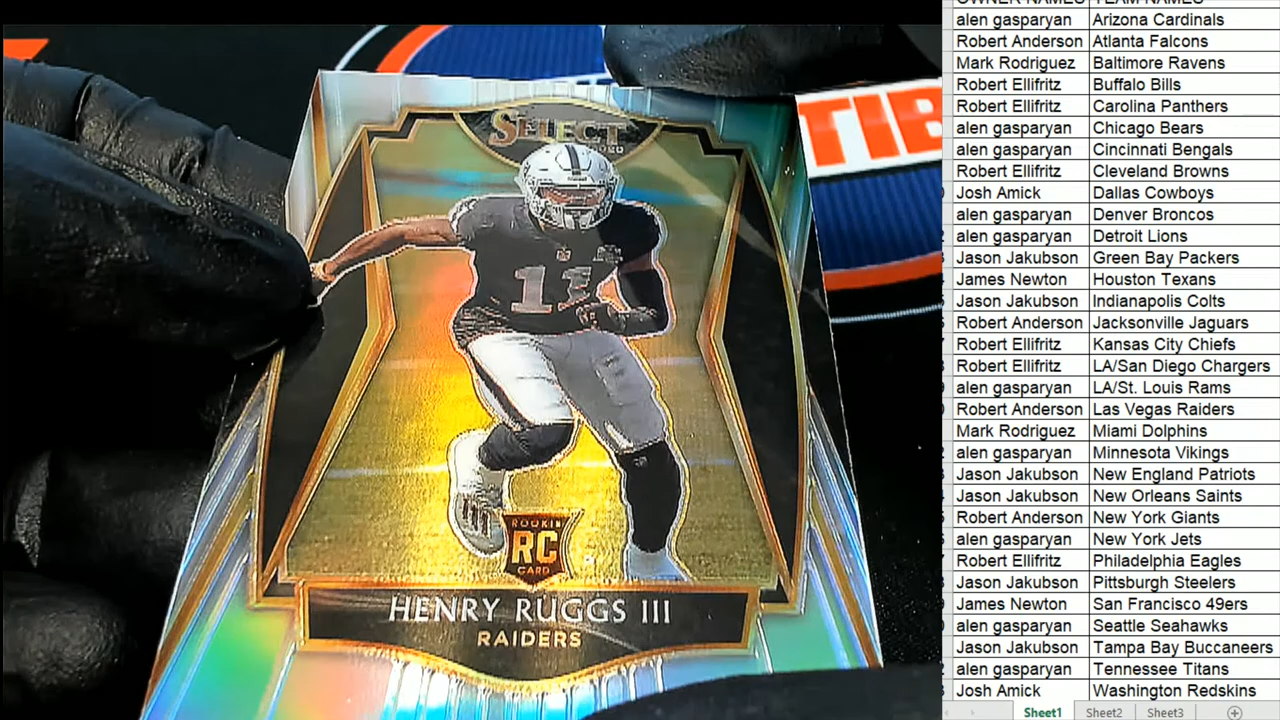 SELECT
2020
11
ROOKIE
RC
CARD
HENRY RUGGS III
RAIDERS
TIB
OWNER NAMES TEAM NAMES
alen gasparyan Arizona Cardinals
Robert Anderson Atlanta Falcons
Mark Rodriguez Baltimore Ravens
Robert Ellifritz Buffalo Bills
Robert Ellifritz Carolina Panthers
alen gasparyan Chicago Bears
alen gasparyan Cincinnati Bengals
Robert Ellifritz Cleveland Browns
Josh Amick Dallas Cowboys
alen gasparyan Denver Broncos
alen gasparyan Detroit Lions
Jason Jakubson Green Bay Packers
James Newton Houston Texans
Jason Jakubson Indianapolis Colts
Robert Anderson Jacksonville Jaguars
Robert Ellifritz Kansas City Chiefs
Robert Ellifritz LA/San Diego Chargers
alen gasparyan LA/St. Louis Rams
Robert Anderson Las Vegas Raiders
Mark Rodriguez Miami Dolphins
alen gasparyan Minnesota Vikings
Jason Jakubson New England Patriots
Jason Jakubson New Orleans Saints
Robert Anderson New York Giants
alen gasparyan New York Jets
Robert Ellifritz Philadelphia Eagles
Jason Jakubson Pittsburgh Steelers
James Newton San Francisco 49ers
alen gasparyan Seattle Seahawks
Jason Jakubson Tampa Bay Buccaneers
alen gasparyan Tennessee Titans
Josh Amick Washington Redskins
Sheet1 Sheet2 Sheet3